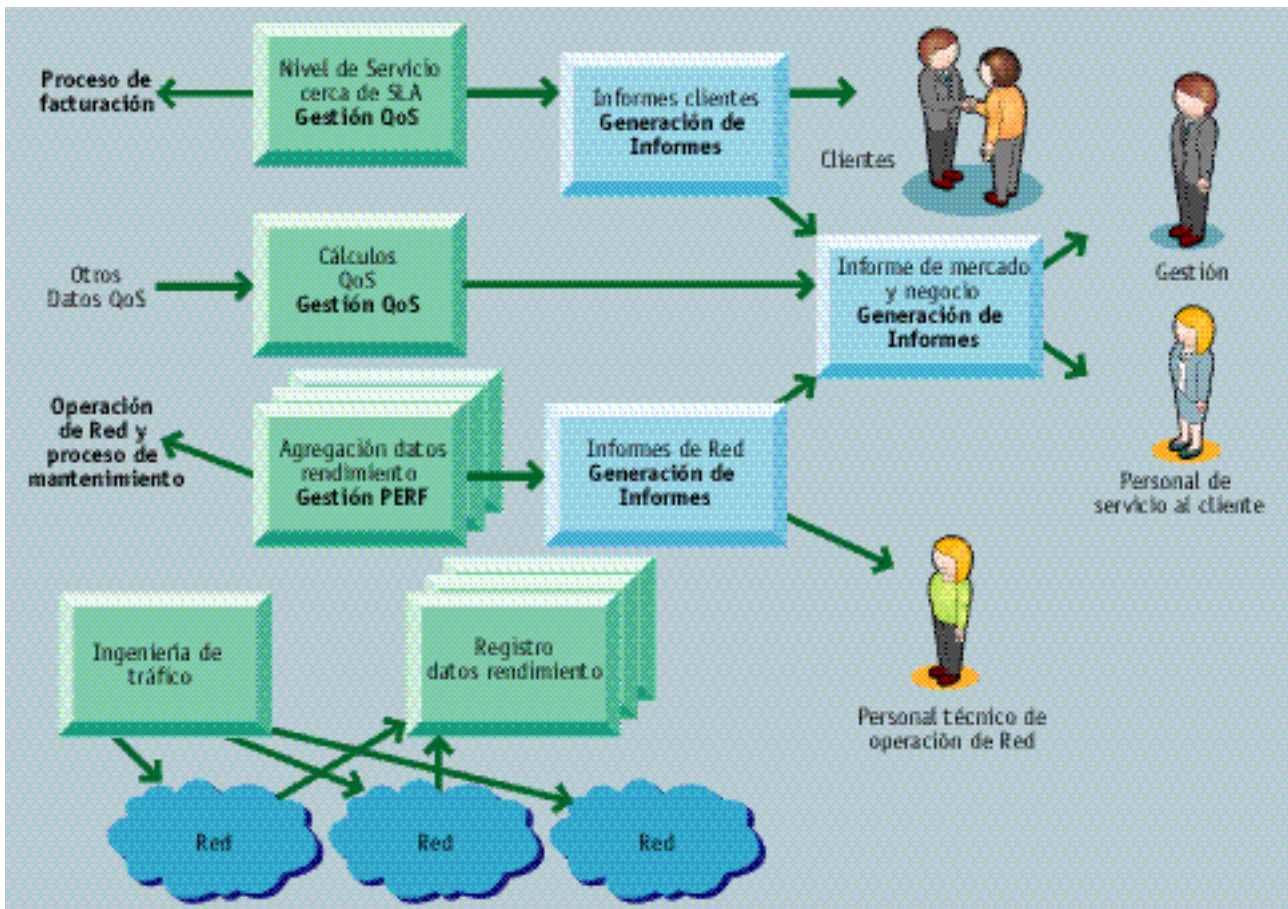 Proceso de
facturación
Nivel de Servicio
cerca de SLA
Gestión QoS
Informes clientes
Generación de
Informes
Clientes
Otros
Datos QoS
Cálculos
QoS
Gestión QoS
Informe de mercado
y negocio
Generación de
Informes
Gestión
Operación
de Red y
proceso de
mantenimiento
Agregación datos
rendimiento
Gestión PERF
Informes de Red
Generación de
Informes
Personal de
servicio al cliente
Ingeniería de
tráfico
Registro
datos rendimiento
Personal técnico de
operación de Red
Red
Red
Red